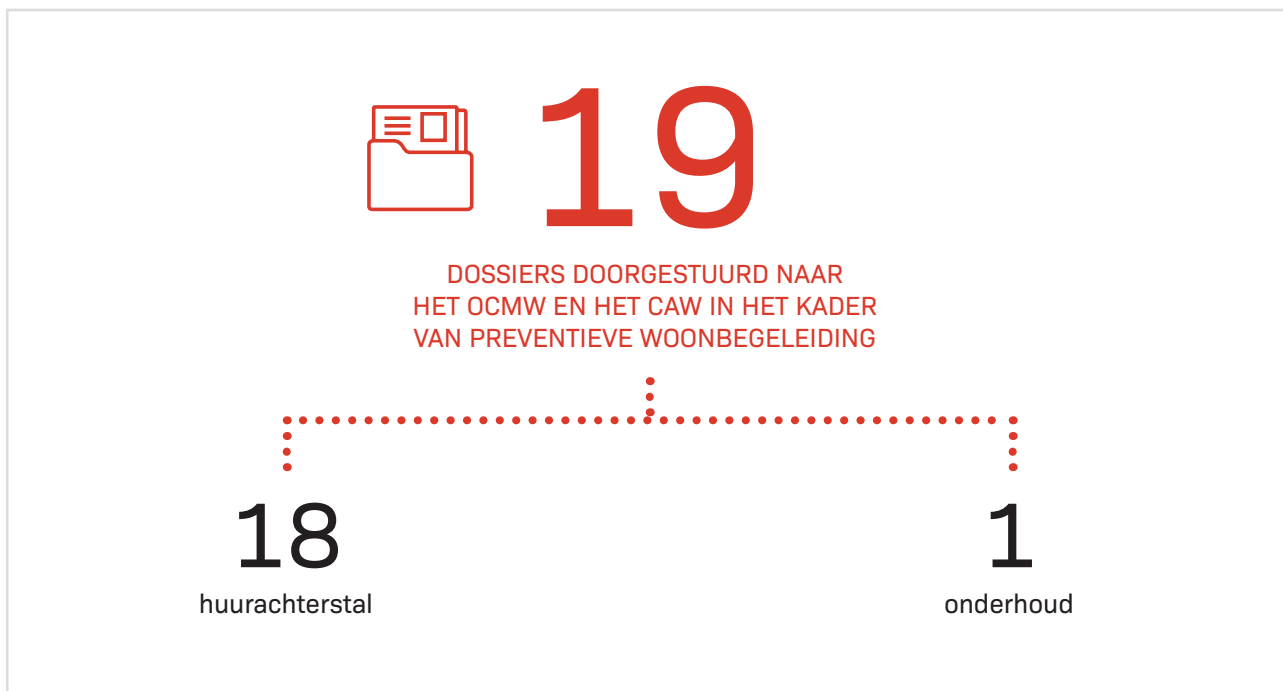 19
DOSSIERS DOORGESTUURD NAAR
HET OCMW EN HET CAW IN HET KADER
VAN PREVENTIEVE WOONBEGELEIDING
18
huurachterstal
1
onderhoud